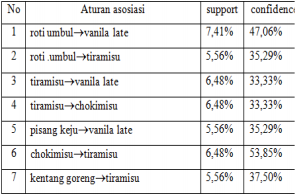 No Aturan asosiasi support confidence
1 roti umbul→vanila late 7,41% 47,06%
2 roti .umbul→tiramisu 5,56% 35,29%
3 tiramisu→vanila late 6,48% 33,33%
4 tiramisu→chokimisu 6,48% 33,33%
5 pisang keju→vanila late 5,56% 35,29%
6 chokimisu→tiramisu 6,48% 53,85%
7 kentang goreng→tiramisu 5,56% 37,50%